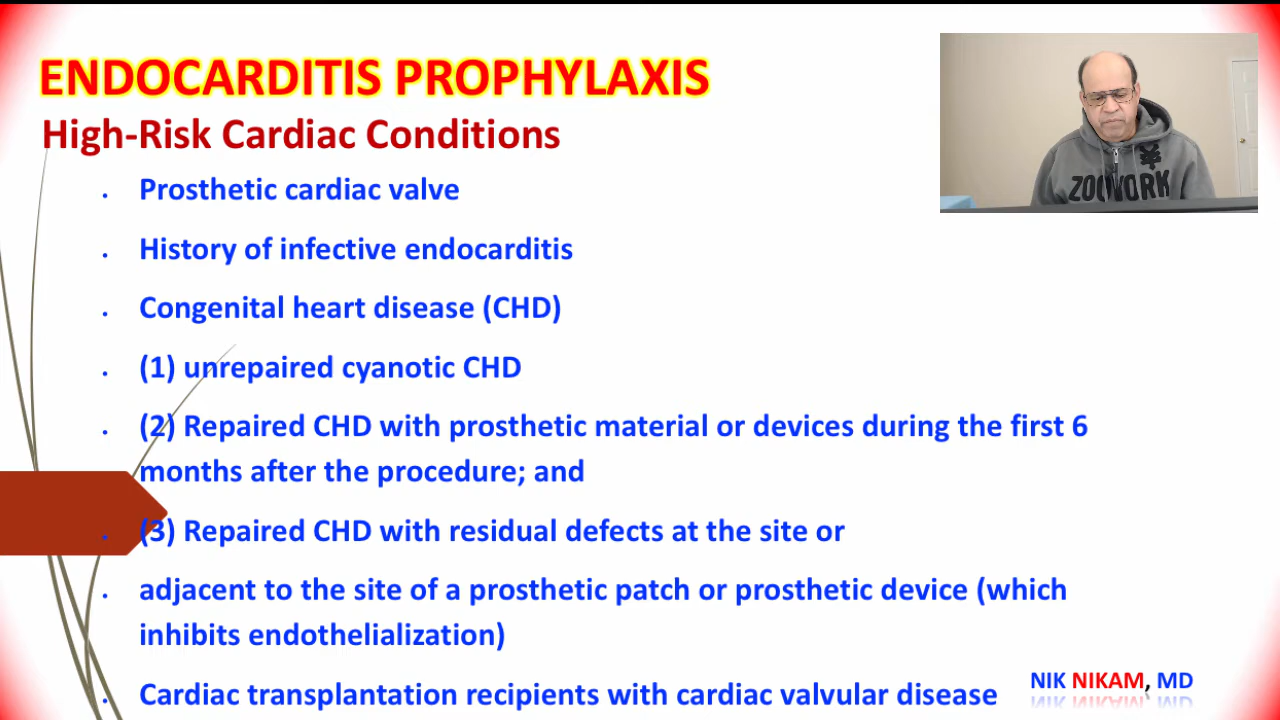 ENDOCARDITIS PROPHYLAXIS
High-Risk Cardiac Conditions
• Prosthetic cardiac valve
• History of infective endocarditis
• Congenital heart disease (CHD)
• (1) unrepaired cyanotic CHD
• (2) Repaired CHD with prosthetic material or devices during the first 6
months after the procedure; and
• (3) Repaired CHD with residual defects at the site or
• adjacent to the site of a prosthetic patch or prosthetic device (which
inhibits endothelialization)
• Cardiac transplantation recipients with cardiac valvular disease
ZOOYORK
NIK NIKAM, MD